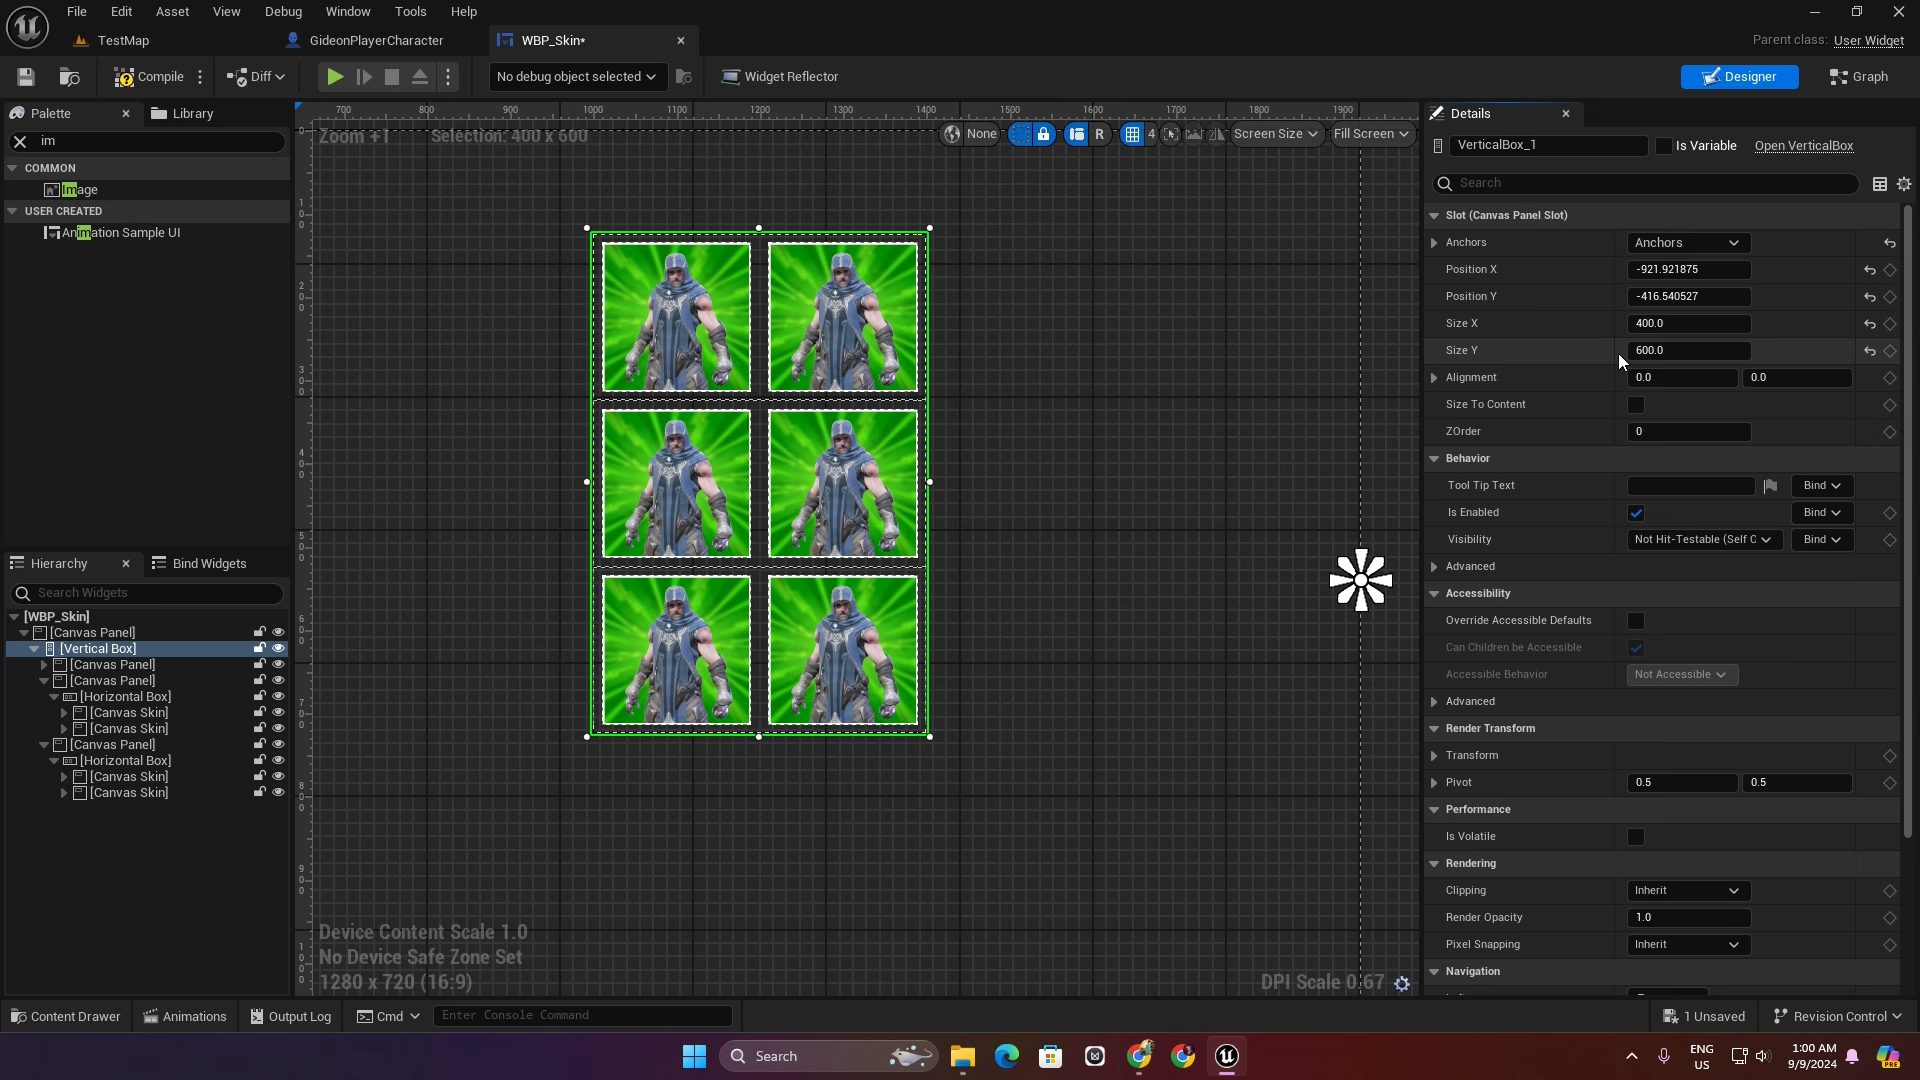 File Edit Asset View Debug Window Tools Help
TestMap GideonPlayerCharacter WBP_Skin* Parent class: User Widget
Compile Diff No debug object selected Widget Reflector Designer Graph
Palette Library
im
COMMON
Image
USER CREATED
Animation Sample UI
Hierarchy Bind Widgets
Search Widgets
[WBP_Skin]
[Canvas Panel]
[Vertical Box]
[Canvas Panel]
[Canvas Panel]
[Horizontal Box]
[Canvas Skin]
[Canvas Skin]
[Canvas Panel]
[Horizontal Box]
[Canvas Skin]
[Canvas Skin]
700 800 900 1000 1100 1200 1300 1400 1500 1600 1700 1800 1900
Zoom +1 Selection: 400 x 600 None R 4 Screen Size Fill Screen
0
100
200
300
400
500
600
700
800
900
Device Content Scale 1.0
No Device Safe Zone Set
1280 x 720 (16:9) DPI Scale 0.67
Details
VerticalBox_1 Is Variable Open VerticalBox
Search
Slot (Canvas Panel Slot)
Anchors Anchors
Position X -921.921875
Position Y -416.540527
Size X 400.0
Size Y 600.0
Alignment 0.0 0.0
Size To Content
ZOrder 0
Behavior
Tool Tip Text Bind
Is Enabled Bind
Visibility Not Hit-Testable (Self O Bind
Advanced
Accessibility
Override Accessible Defaults
Can Children be Accessible
Accessible Behavior Not Accessible
Advanced
Render Transform
Transform
Pivot 0.5 0.5
Performance
Is Volatile
Rendering
Clipping Inherit
Render Opacity 1.0
Pixel Snapping Inherit
Navigation
Content Drawer Animations Output Log Cmd Enter Console Command 1 Unsaved Revision Control
Search ENG
US 1:00 AM
9/9/2024 PRE